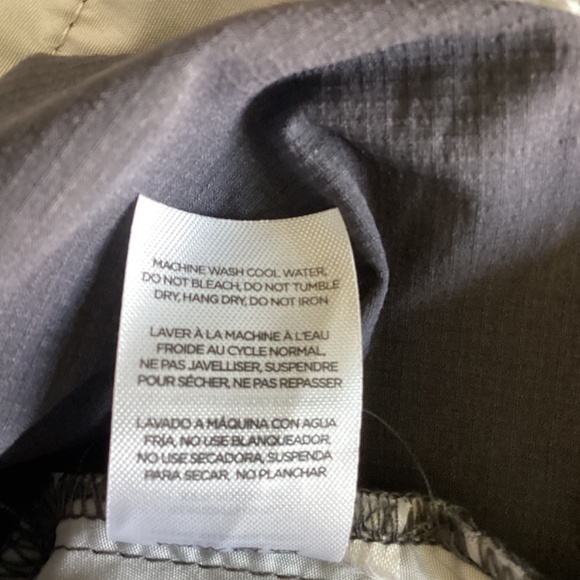 MACHINE WASH COOL WATER,
DO NOT BLEACH, DO NOT TUMBLE
DRY, HANG DRY, DO NOT IRON
LAVER À LA MACHINE À L'EAU
FROIDE AU CYCLE NORMAL,
NE PAS JAVELLISER, SUSPENDRE
POUR SÉCHER, NE PAS REPASSER
LAVADO A MÁQUINA CON AGUA
FRÍA, NO USE BLANQUEADOR,
NO USE SECADORA, SUSPENDA
PARA SECAR, NO PLANCHAR